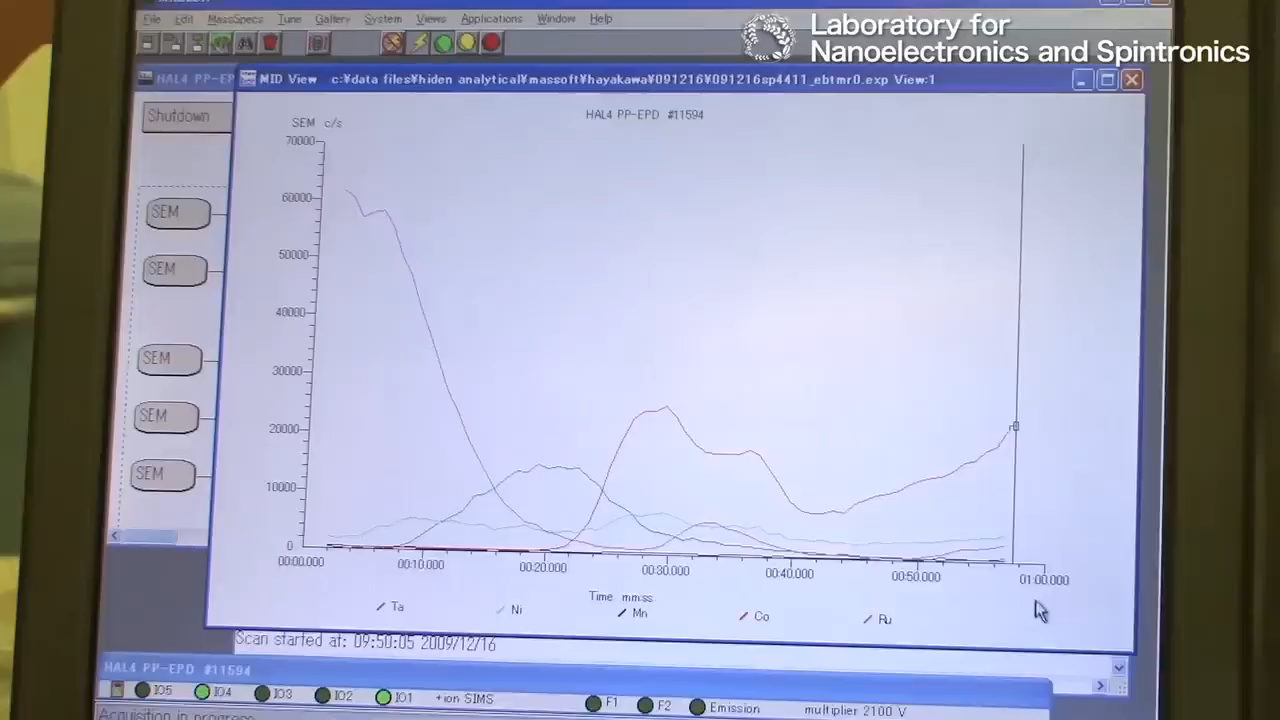 File Edit MassSpecs Tune Gallery System Views Applications Window Help
Laboratory for
Nanoelectronics and Spintronics
HAL4 PP-EP
MID View c:¥data files¥hiden analytical¥massoft¥hayakawa¥091216¥091216sp4411_ebtmr0.exp View:1
Shutdown
HAL4 PP-EPD #11594
SEM c/s
70000
60000
50000
40000
30000
20000
10000
0
SEM
SEM
SEM
SEM
SEM
00:00.000 00:10.000 00:20.000 00:30.000 00:40.000 00:50.000 01:00.000
Time mm:ss
Ta Ni Mn Co Ru
Scan started at: 09:50:05 2009/12/16
HAL4 PP-EPD #11594
IO5 IO4 IO3 IO2 IO1 +ion SIMS F1 F2 Emission multiplier 2100 V
Acquisition in progress